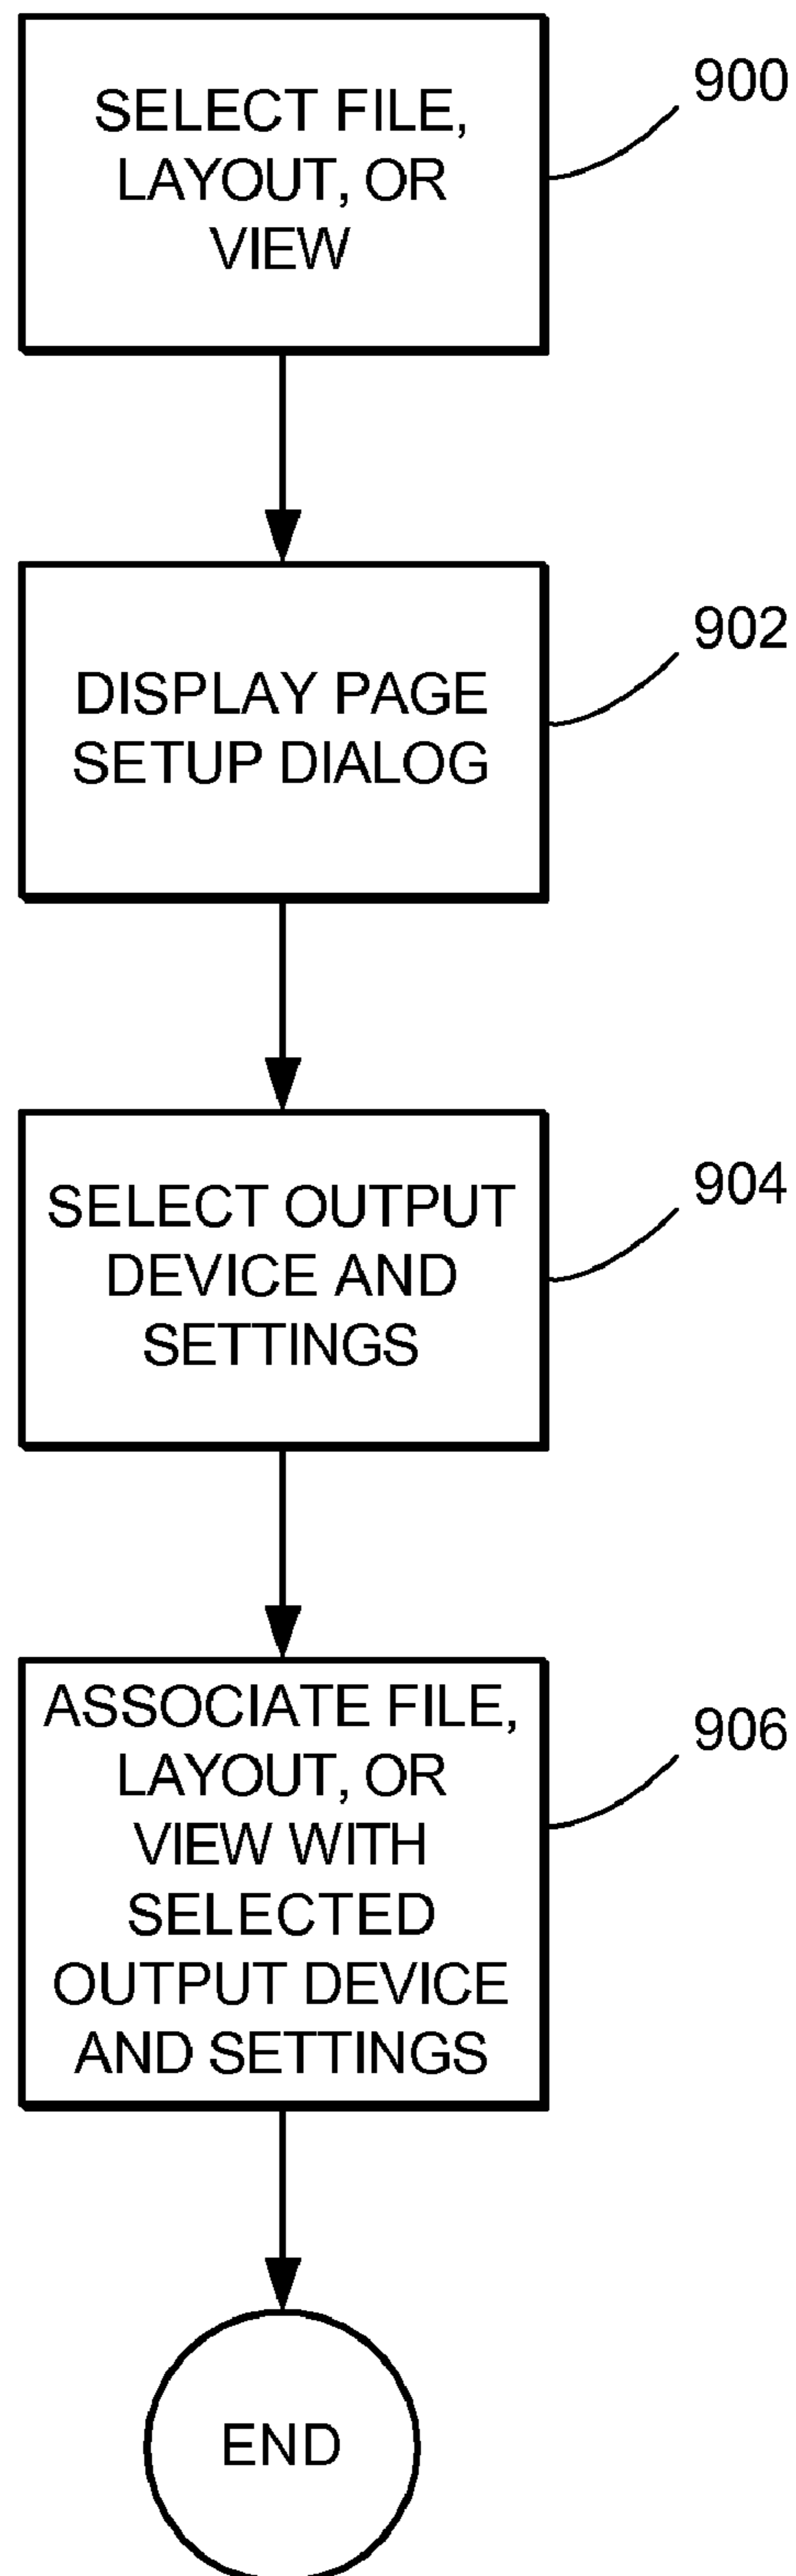 SELECT FILE,
LAYOUT, OR
VIEW
900
DISPLAY PAGE
SETUP DIALOG
902
SELECT OUTPUT
DEVICE AND
SETTINGS
904
ASSOCIATE FILE,
LAYOUT, OR
VIEW WITH
SELECTED
OUTPUT DEVICE
AND SETTINGS
906
END